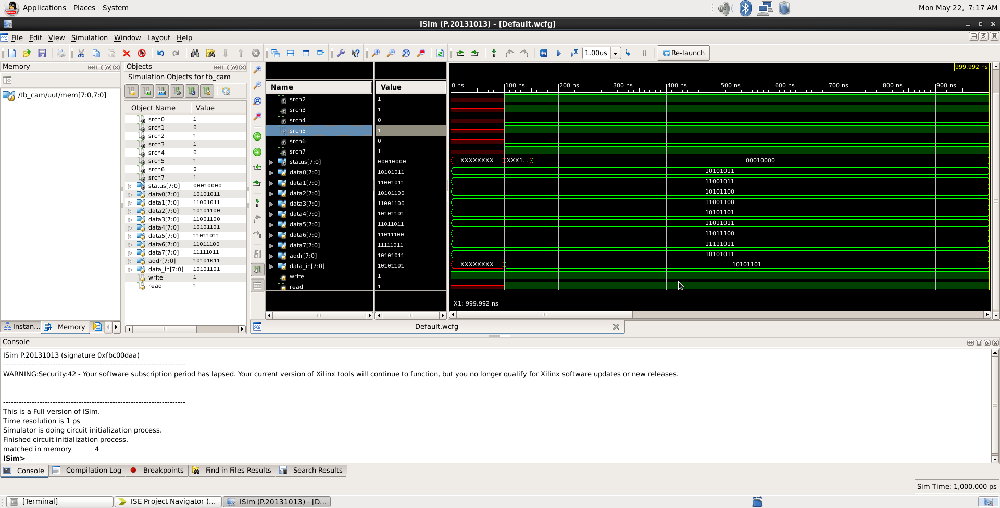 Applications Places System
Mon May 22, 7:17 AM
ISim (P.20131013) - [Default.wcfg]
File Edit View Simulation Window Layout Help
1.00us Re-launch
Memory
/tb_cam/uut/mem[7:0,7:0]
Instan... Memory
Objects
Simulation Objects for tb_cam
Object Name Value
srch0 1
srch1 0
srch2 1
srch3 1
srch4 0
srch5 1
srch6 0
srch7 1
status[7:0] 00010000
data0[7:0] 10101011
data1[7:0] 11001011
data2[7:0] 10101100
data3[7:0] 11001100
data4[7:0] 10101101
data5[7:0] 11011011
data6[7:0] 11011100
data7[7:0] 11111011
addr[7:0] 10101011
data_in[7:0] 10101101
write 1
read 1
999.992 ns
Name Value 0 ns 100 ns 200 ns 300 ns 400 ns 500 ns 600 ns 700 ns 800 ns 900 ns
srch2 1
srch3 1
srch4 0
srch5 1
srch6 0
srch7 1
status[7:0] 00010000 XXXXXXXX XXX1... 00010000
data0[7:0] 10101011 10101011
data1[7:0] 11001011 11001011
data2[7:0] 10101100 10101100
data3[7:0] 11001100 11001100
data4[7:0] 10101101 10101101
data5[7:0] 11011011 11011011
data6[7:0] 11011100 11011100
data7[7:0] 11111011 11111011
addr[7:0] 10101011 10101011
data_in[7:0] 10101101 XXXXXXXX 10101101
write 1
read 1
X1: 999.992 ns
Default.wcfg
Console
ISim P.20131013 (signature 0xfbc00daa)
----------------------------------------------------------------------
WARNING:Security:42 - Your software subscription period has lapsed. Your current version of Xilinx tools will continue to function, but you no longer qualify for Xilinx software updates or new releases.
----------------------------------------------------------------------
This is a Full version of ISim.
Time resolution is 1 ps
Simulator is doing circuit initialization process.
Finished circuit initialization process.
matched in memory 4
ISim>
Console Compilation Log Breakpoints Find in Files Results Search Results
Sim Time: 1,000,000 ps
[Terminal] ISE Project Navigator (... ISim (P.20131013) - [D...